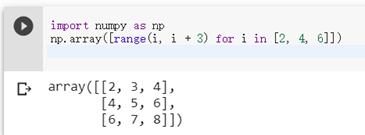 import numpy as np
np.array([range(i, i + 3) for i in [2, 4, 6]])
array([[2, 3, 4],
       [4, 5, 6],
       [6, 7, 8]])